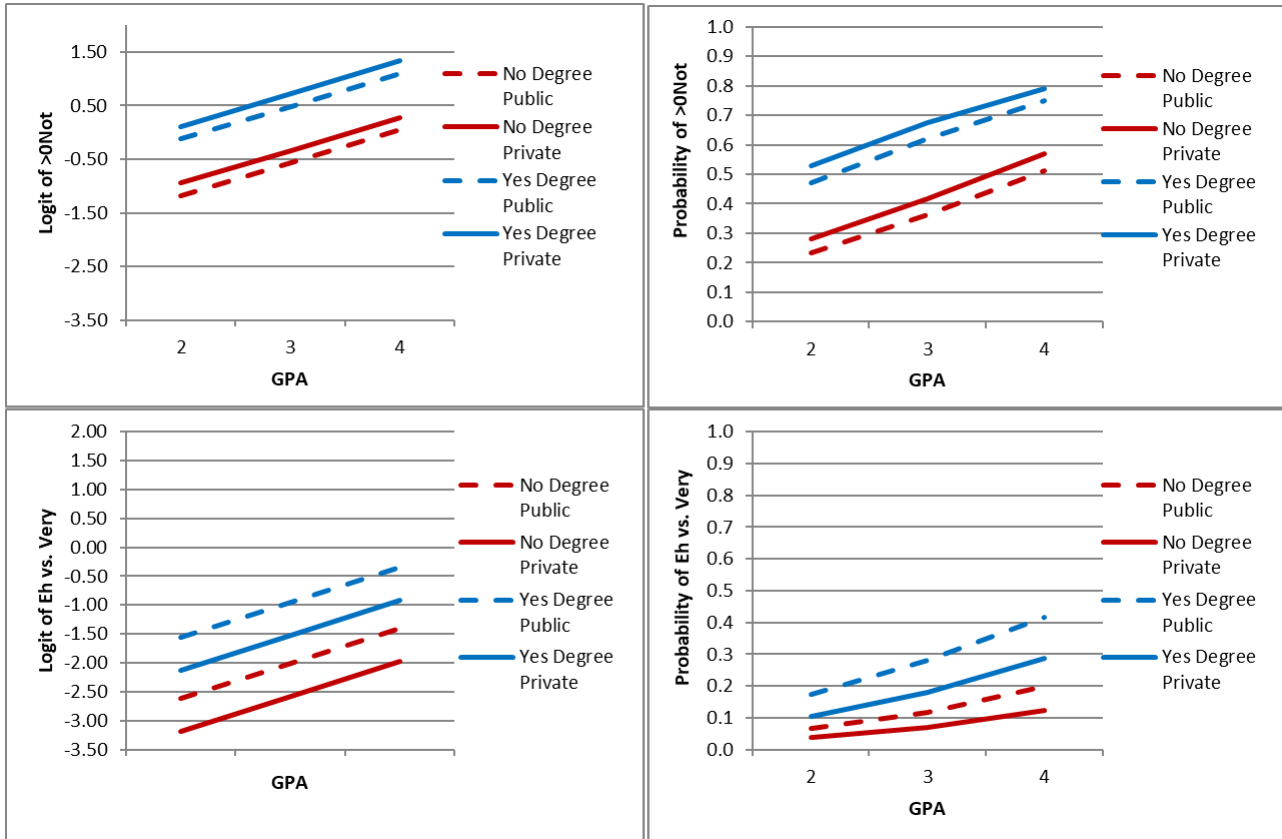 Logit of >0Not
1.50
0.50
-0.50
-1.50
-2.50
-3.50
2 3 4
GPA
No Degree
Public
No Degree
Private
Yes Degree
Public
Yes Degree
Private
Probability of >0Not
1.0
0.9
0.8
0.7
0.6
0.5
0.4
0.3
0.2
0.1
0.0
2 3 4
GPA
No Degree
Public
No Degree
Private
Yes Degree
Public
Yes Degree
Private
Logit of Eh vs. Very
2.00
1.50
1.00
0.50
0.00
-0.50
-1.00
-1.50
-2.00
-2.50
-3.00
-3.50
GPA
No Degree
Public
No Degree
Private
Yes Degree
Public
Yes Degree
Private
Probability of Eh vs. Very
1.0
0.9
0.8
0.7
0.6
0.5
0.4
0.3
0.2
0.1
0.0
2 3 4
GPA
No Degree
Public
No Degree
Private
Yes Degree
Public
Yes Degree
Private